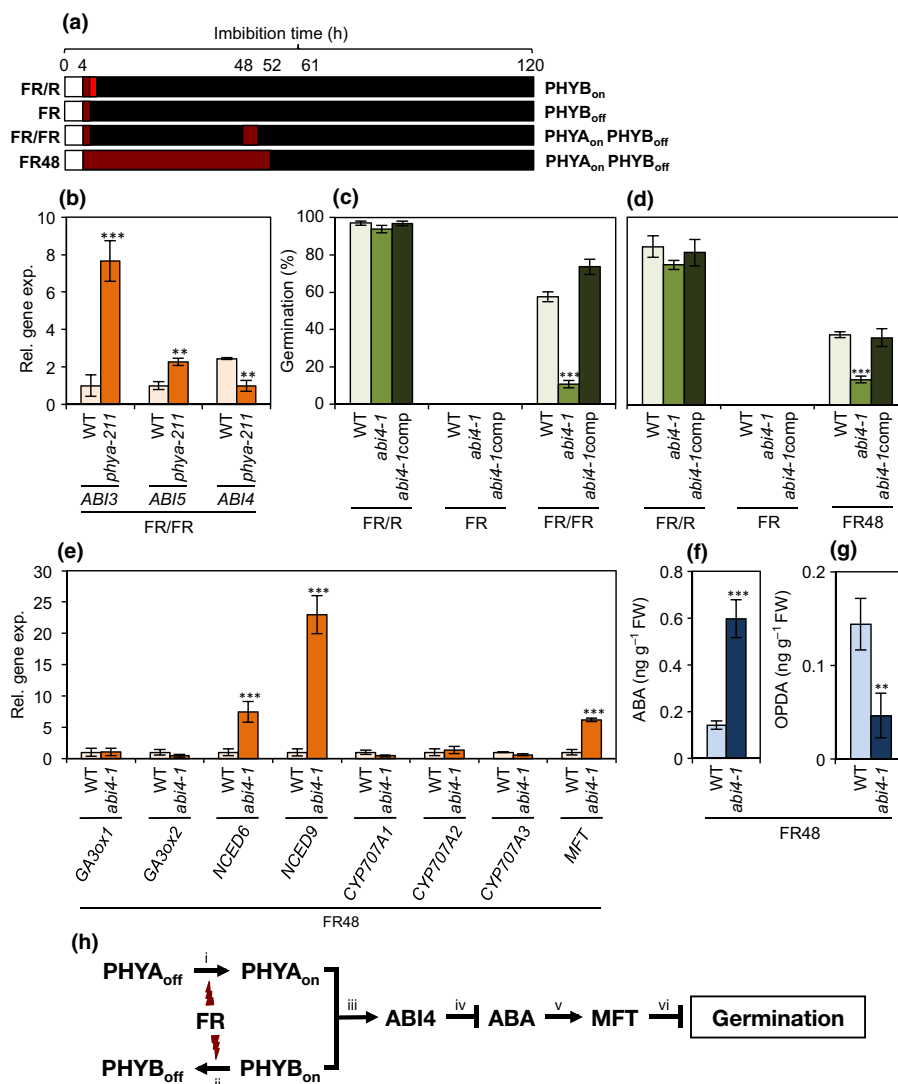 (a)
Imbibition time (h)
0 4 48 52 61 120
FR/R PHYBon
FR PHYBoff
FR/FR PHYAon PHYBoff
FR48 PHYAon PHYBoff
(b)
Rel. gene exp.
10
8
6
4
2
0
*** ** **
WT phya-211 WT phya-211 WT phya-211
ABI3 ABI5 ABI4
FR/FR
(c)
Germination (%)
100
80
60
40
20
0
***
WT abi4-1 abi4-1comp WT abi4-1 abi4-1comp WT abi4-1 abi4-1comp
FR/R FR FR/FR
(d)
***
WT abi4-1 abi4-1comp WT abi4-1 abi4-1comp WT abi4-1 abi4-1comp
FR/R FR FR48
(e)
Rel. gene exp.
30
25
20
15
10
5
0
*** *** ***
WT abi4-1 WT abi4-1 WT abi4-1 WT abi4-1 WT abi4-1 WT abi4-1 WT abi4-1 WT abi4-1
GA3ox1 GA3ox2 NCED6 NCED9 CYP707A1 CYP707A2 CYP707A3 MFT
FR48
(f)
ABA (ng g⁻¹ FW)
0.8
0.6
0.4
0.2
0
***
WT abi4-1
(g)
OPDA (ng g⁻¹ FW)
0.2
0.1
0
**
WT abi4-1
FR48
(h)
PHYAoff i PHYAon
FR iii ABI4 iv ABA v MFT vi Germination
PHYBoff ii PHYBon